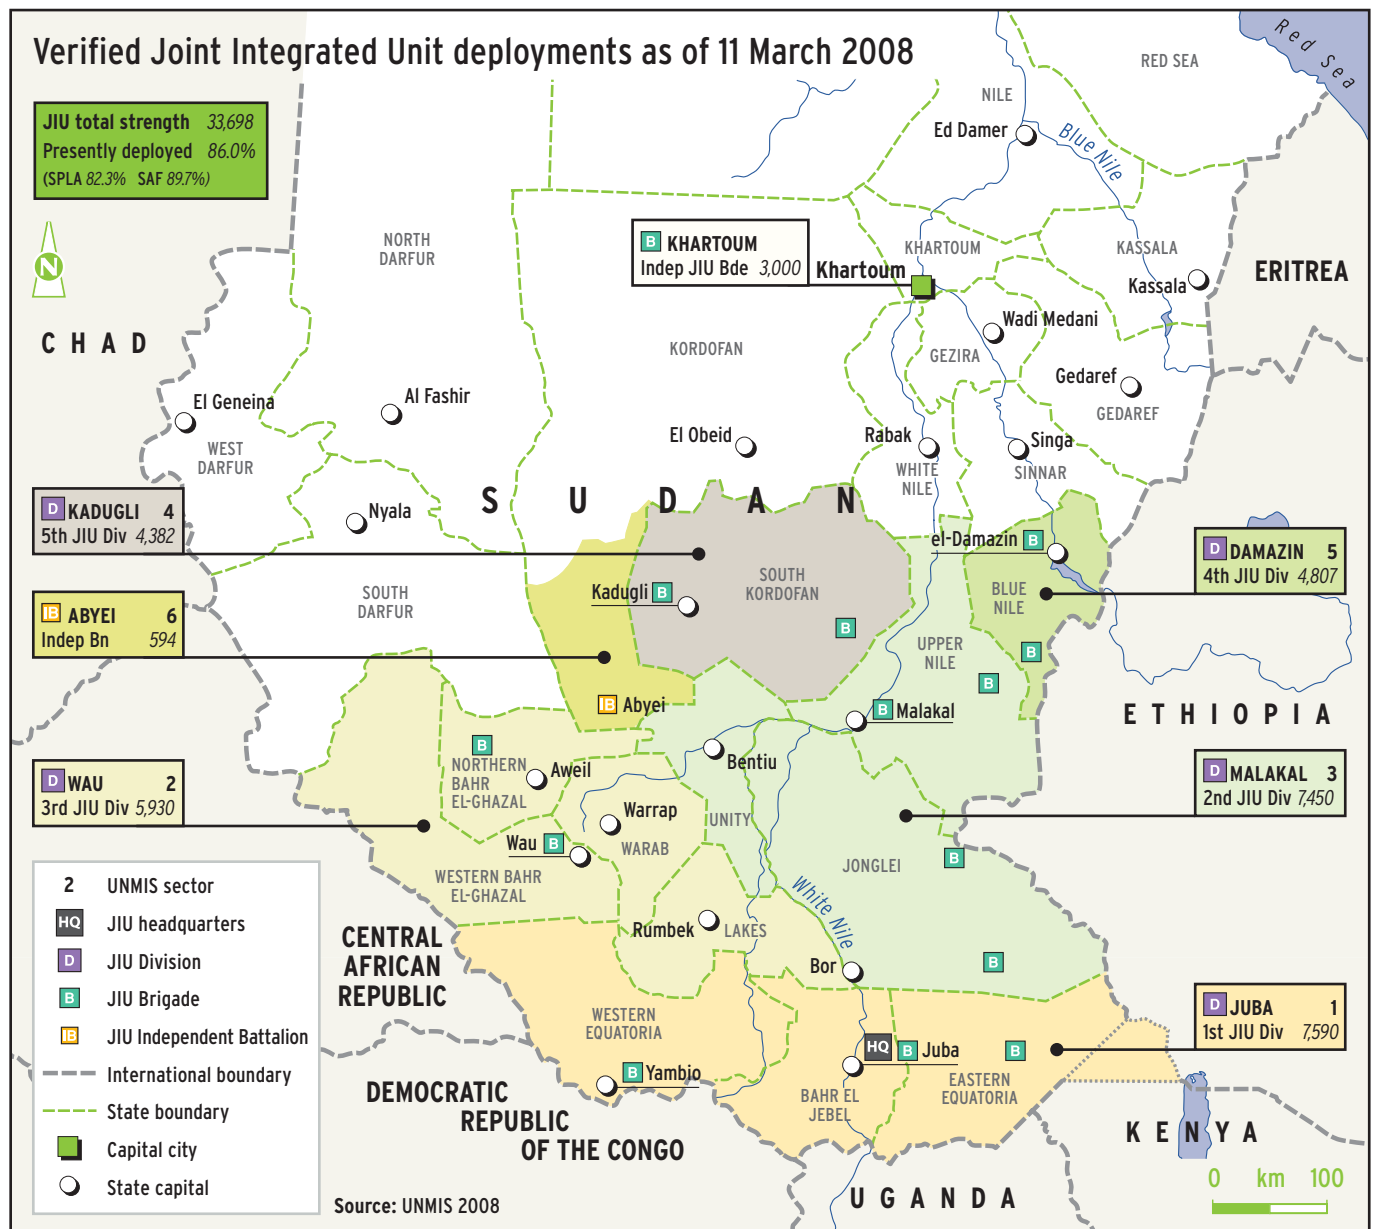 Verified Joint Integrated Unit deployments as of 11 March 2008
JIU total strength 33,698
Presently deployed 86.0%
(SPLA 82.3% SAF 89.7%)
N
Red Sea
RED SEA
NILE
Ed Damer
Blue Nile
NORTH
DARFUR
B KHARTOUM
Indep JIU Bde 3,000
Khartoum
KHARTOUM
KASSALA
Kassala
ERITREA
CHAD
KORDOFAN
Wadi Medani
GEZIRA
Gedaref
GEDAREF
El Geneina
Al Fashir
WEST
DARFUR
El Obeid
Rabak
Singa
WHITE
NILE
SINNAR
SUDAN
Nyala
D KADUGLI 4
5th JIU Div 4,382
el-Damazin B
D DAMAZIN 5
4th JIU Div 4,807
SOUTH
KORDOFAN
Kadugli B
B
BLUE
NILE
B
SOUTH
DARFUR
IB ABYEI 6
Indep Bn 594
UPPER
NILE
B
IB Abyei
B Malakal
ETHIOPIA
B
NORTHERN
BAHR
EL-GHAZAL
Aweil
Bentiu
D WAU 2
3rd JIU Div 5,930
D MALAKAL 3
2nd JIU Div 7,450
Warrap
WARAB
UNITY
Wau B
JONGLEI
B
WESTERN BAHR
EL-GHAZAL
White Nile
Rumbek
LAKES
Bor
B
CENTRAL
AFRICAN
REPUBLIC
D JUBA 1
1st JIU Div 7,590
WESTERN
EQUATORIA
HQ B Juba
B
B Yambio
BAHR EL
JEBEL
EASTERN
EQUATORIA
DEMOCRATIC
REPUBLIC
OF THE CONGO
KENYA
UGANDA
2 UNMIS sector
HQ JIU headquarters
D JIU Division
B JIU Brigade
IB JIU Independent Battalion
International boundary
State boundary
Capital city
State capital
Source: UNMIS 2008
0 km 100